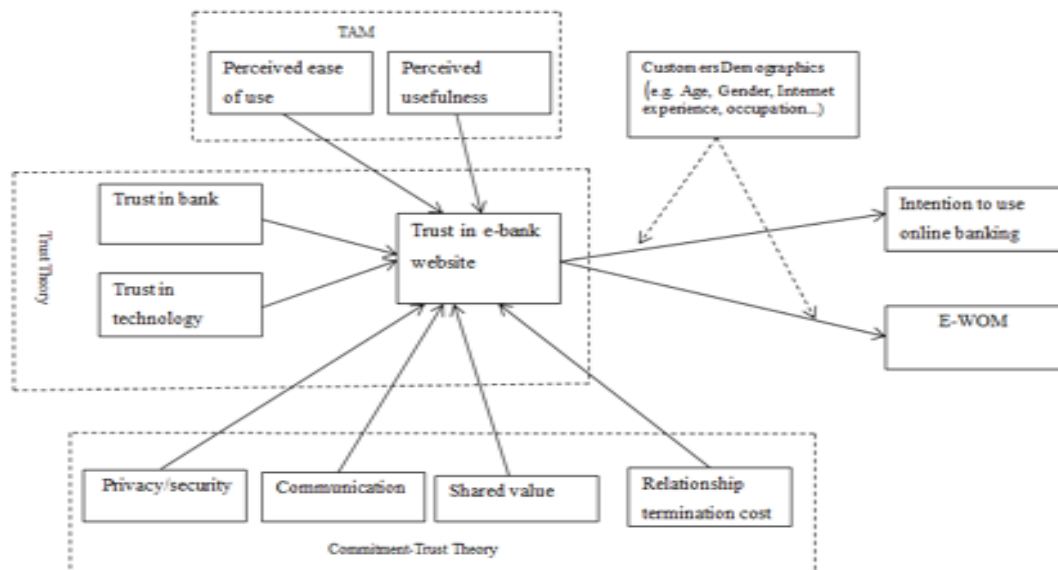 TAM
Perceived ease
of use
Perceived
usefulness
CustomersDemographics
(e.g. Age, Gender, Internet
experience, occupation...)
Trust Theory
Trust in bank
Trust in
technology
Trust in e-bank
website
Intention to use
online banking
E-WOM
Privacy/security
Communication
Shared value
Relationship
termination cost
Commitment-Trust Theory